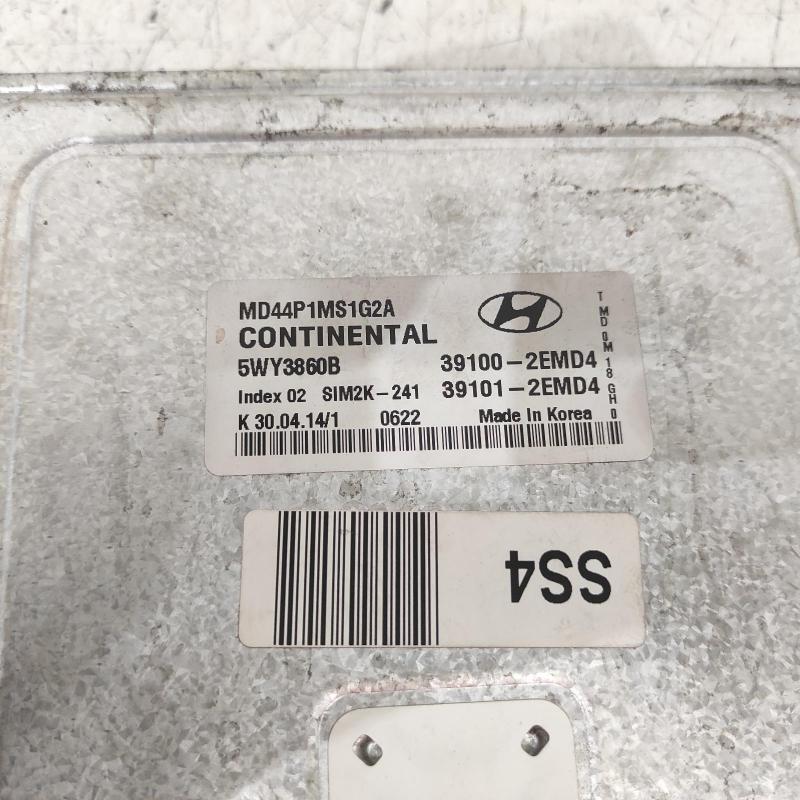 MD44P1MS1G2A
CONTINENTAL
5WY3860B 39100-2EMD4
Index 02 SIM2K-241 39101-2EMD4
K 30.04.14/1 0622 Made In Korea
TMD0M18GH0
SS4